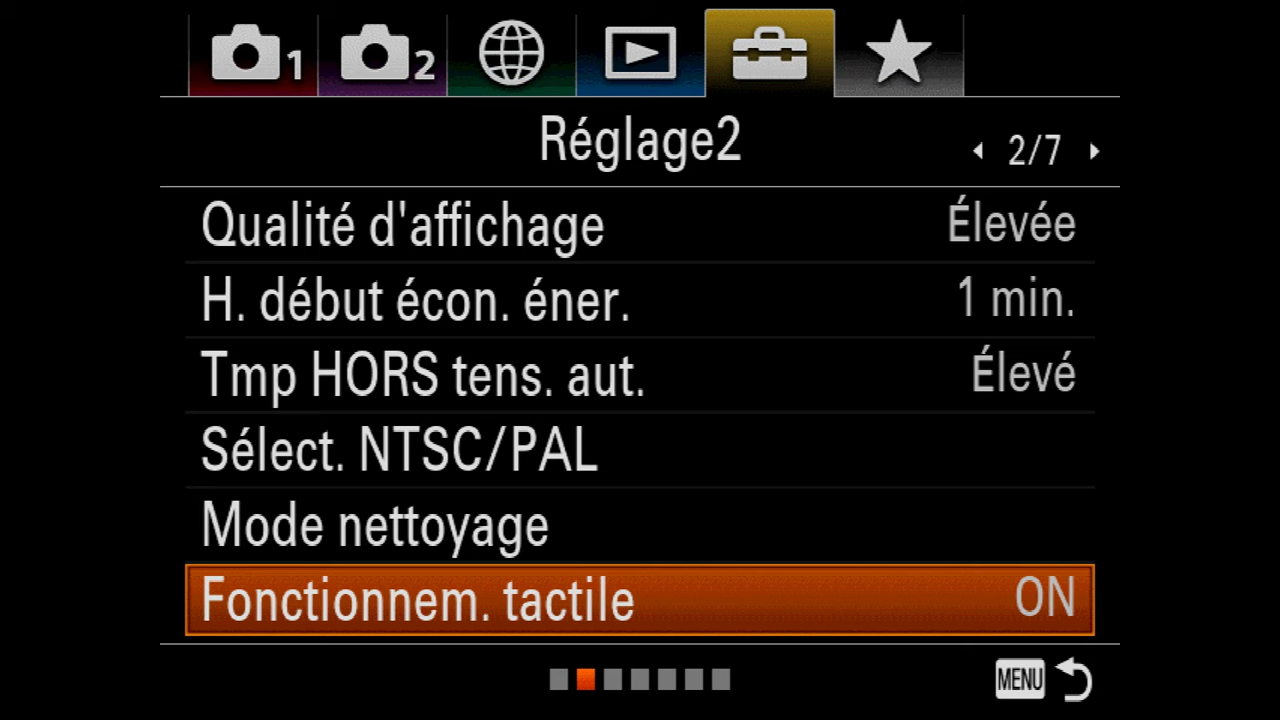 1 2
Réglage2 2/7
Qualité d'affichage Élevée
H. début écon. éner. 1 min.
Tmp HORS tens. aut. Élevé
Sélect. NTSC/PAL
Mode nettoyage
Fonctionnem. tactile ON
MENU